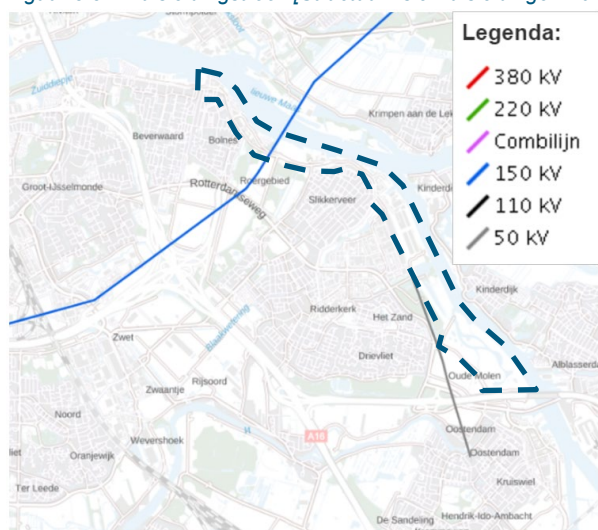 Legenda:
380 kV
220 kV
Combilijn
150 kV
110 kV
50 kV
Zuiddiepje
Krimpen aan de Lek
Beverwaard
Bolnes
Groot-IJsselmonde
Rotterdamseweg
Slikkerveer
Kinderdijk
Ridderkerk
Het Zand
Zwet
Drievliet
Alblasserda
Oude Molen
Zwaantje
Rijsoord
Noord
Wevershoek
A16
Oostendam
Oostendam
Oranjewijk
Kruiswiel
Ter Leede
De Sandeling
Hendrik-Ido-Ambacht